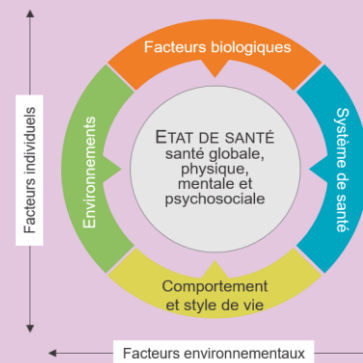 Facteurs biologiques
Facteurs individuels
Environnements
ETAT DE SANTÉ
santé globale,
physique,
mentale et
psychosociale
Système de santé
Comportement
et style de vie
Facteurs environnementaux